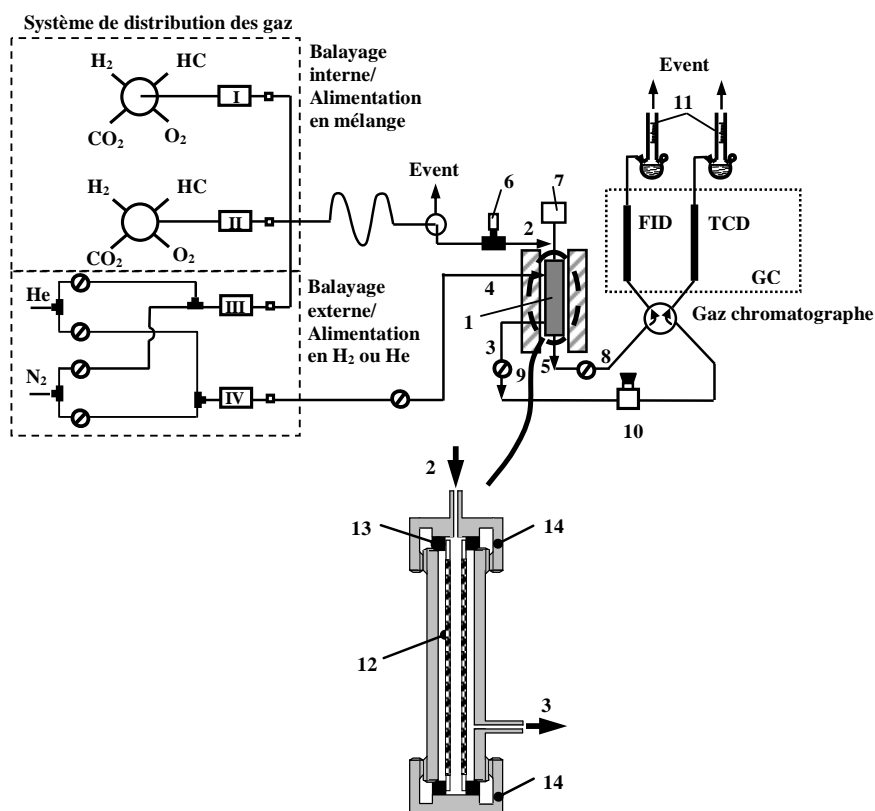 Système de distribution des gaz
H2 HC
I
CO2 O2
Balayage
interne/
Alimentation
en mélange
H2 HC
II
CO2 O2
Event
6
7
2
Event
11
FID TCD
GC
Gaz chromatographe
He
III
N2
IV
Balayage
externe/
Alimentation
en H2 ou He
4
1
3
5
8
9
10
2
13
14
12
3
14